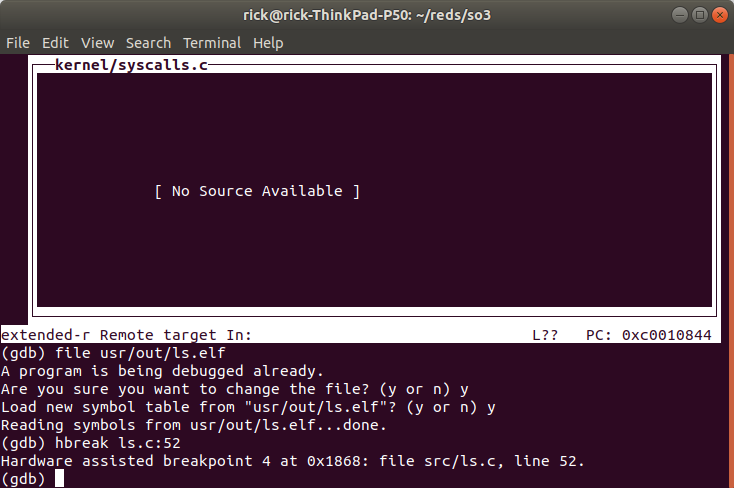 rick@rick-ThinkPad-P50: ~/reds/so3
File Edit View Search Terminal Help
kernel/syscalls.c
[ No Source Available ]
extended-r Remote target In: L?? PC: 0xc0010844
(gdb) file usr/out/ls.elf
A program is being debugged already.
Are you sure you want to change the file? (y or n) y
Load new symbol table from "usr/out/ls.elf"? (y or n) y
Reading symbols from usr/out/ls.elf...done.
(gdb) hbreak ls.c:52
Hardware assisted breakpoint 4 at 0x1868: file src/ls.c, line 52.
(gdb)